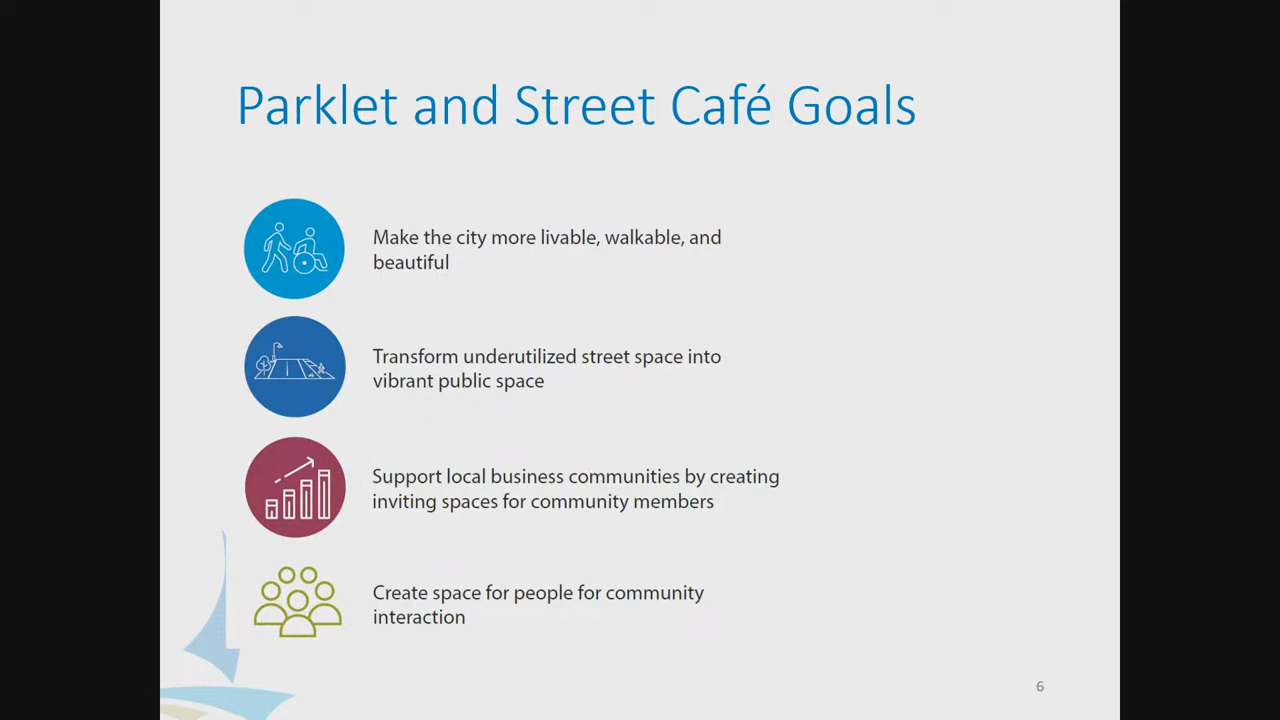 Parklet and Street Café Goals
Make the city more livable, walkable, and
beautiful
Transform underutilized street space into
vibrant public space
Support local business communities by creating
inviting spaces for community members
Create space for people for community
interaction
6